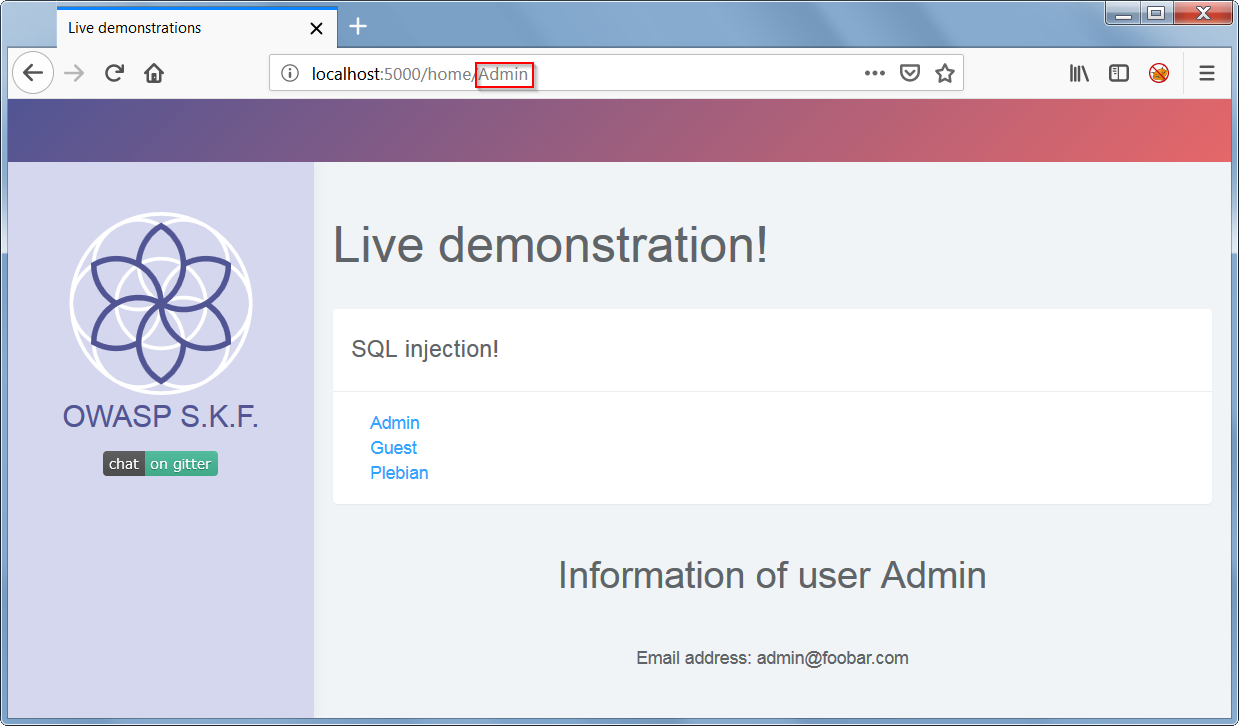 Live demonstrations
localhost:5000/home/Admin
Live demonstration!
SQL injection!
OWASP S.K.F.
chat on gitter
Admin
Guest
Plebian
Information of user Admin
Email address: admin@foobar.com